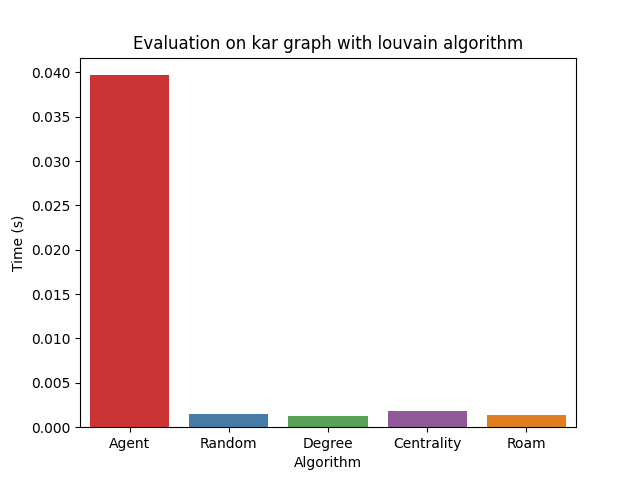 Evaluation on kar graph with louvain algorithm
0.040
0.035
0.030
0.025
0.020
0.015
0.010
0.005
0.000
Time (s)
Agent Random Degree Centrality Roam
Algorithm